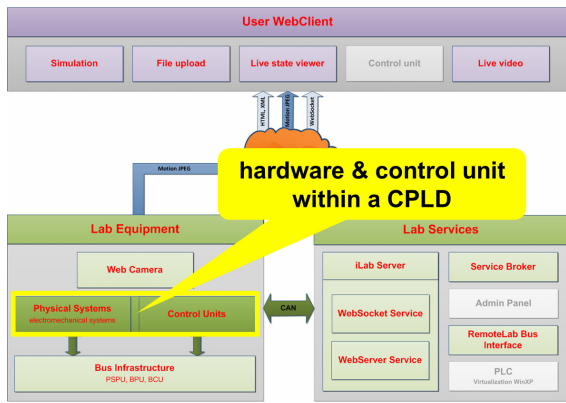 User WebClient
Simulation
File upload
Live state viewer
Control unit
Live video
HTML, XML
Motion JPEG
WebSocket
Motion JPEG
hardware & control unit
within a CPLD
Lab Equipment
Lab Services
Web Camera
iLab Server
Service Broker
Physical Systems
electromechanical systems
Control Units
CAN
WebSocket Service
Admin Panel
WebServer Service
RemoteLab Bus
Interface
Bus Infrastructure
PSPU, BPU, BCU
PLC
Virtualization WinXP